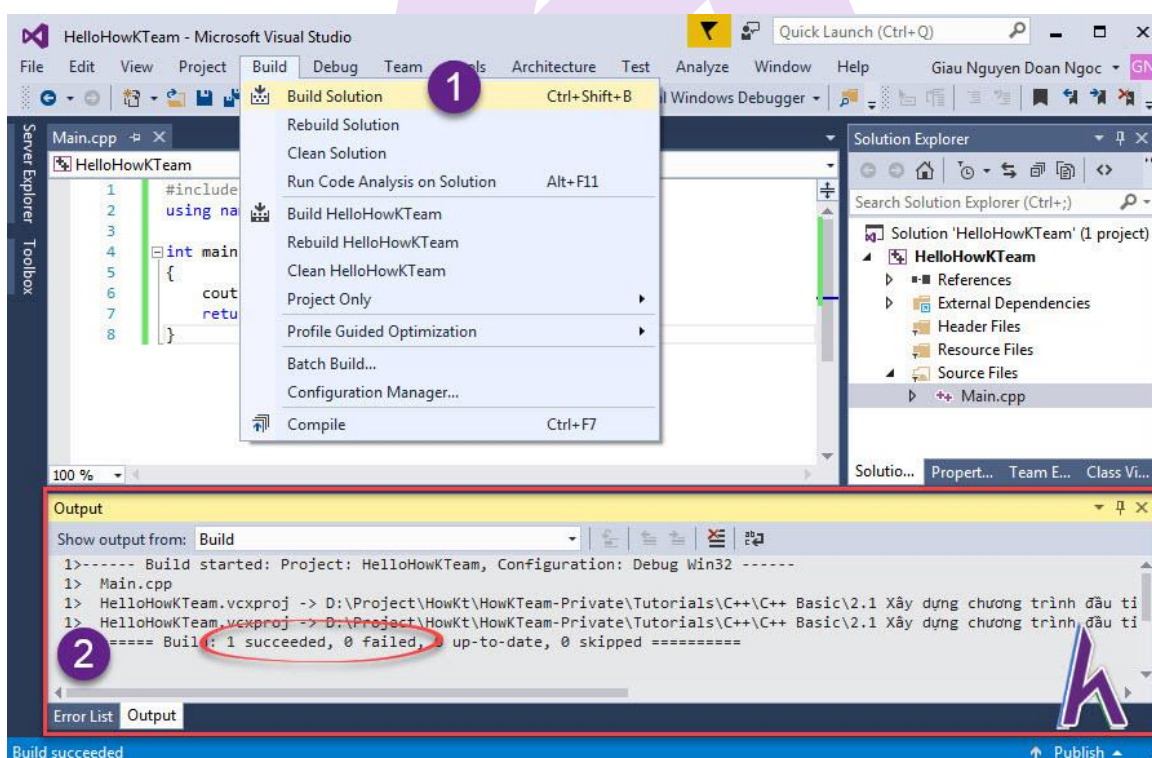 HelloHowKTeam - Microsoft Visual Studio
Quick Launch (Ctrl+Q)
File Edit View Project Build Debug Team Architecture Test Analyze Window Help Giau Nguyen Doan Ngoc GN
Build Solution Ctrl+Shift+B
1
Windows Debugger
Rebuild Solution
Clean Solution
Run Code Analysis on Solution Alt+F11
Build HelloHowKTeam
Rebuild HelloHowKTeam
Clean HelloHowKTeam
Project Only
Profile Guided Optimization
Batch Build...
Configuration Manager...
Compile Ctrl+F7
Server Explorer
Toolbox
Main.cpp
HelloHowKTeam
1 #include
2 using na
3
4 int main
5 {
6 cout
7 retu
8 }
100 %
Solution Explorer
Search Solution Explorer (Ctrl+;)
Solution 'HelloHowKTeam' (1 project)
HelloHowKTeam
References
External Dependencies
Header Files
Resource Files
Source Files
Main.cpp
Solutio... Propert... Team E... Class Vi...
Output
Show output from: Build
1>------ Build started: Project: HelloHowKTeam, Configuration: Debug Win32 ------
1> Main.cpp
1> HelloHowKTeam.vcxproj -> D:\Project\HowKt\HowKTeam-Private\Tutorials\C++\C++ Basic\2.1 Xây dựng chương trình đầu ti
1> HelloHowKTeam.vcxproj -> D:\Project\HowKt\HowKTeam-Private\Tutorials\C++\C++ Basic\2.1 Xây dựng chương trình đầu ti
===== Build: 1 succeeded, 0 failed, 0 up-to-date, 0 skipped ==========
2
Error List Output
Build succeeded
Publish